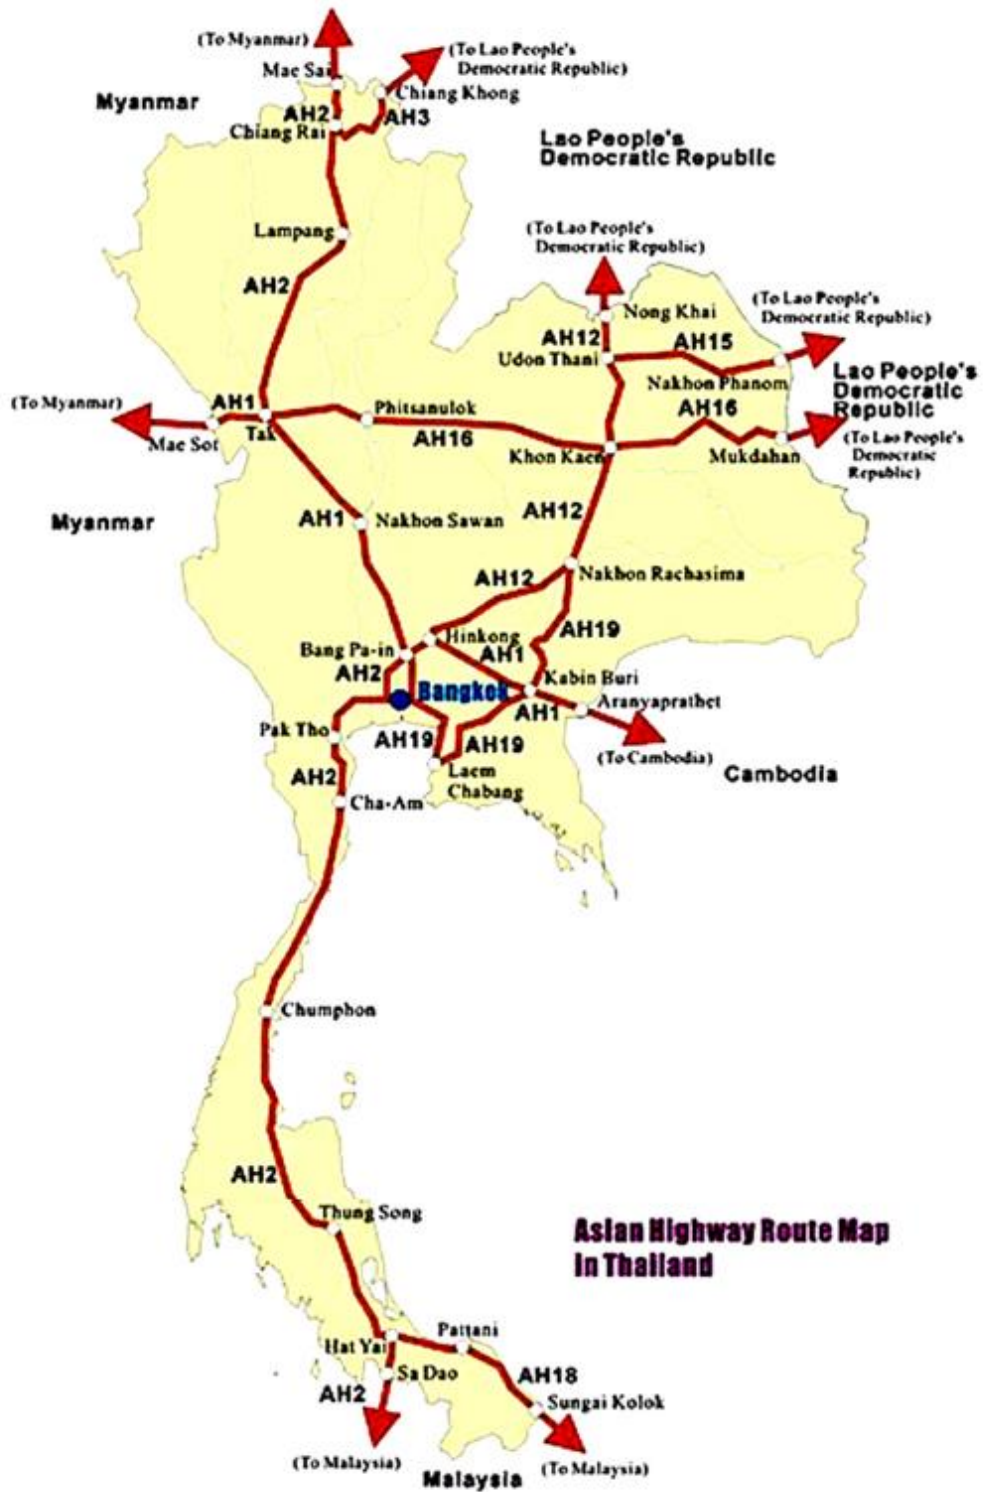 (To Myanmar)
(To Lao People's
Democratic Republic)
Mae Sai
Chiang Khong
Myanmar
AH2
AH3
Chiang Rai
Lao People's
Democratic Republic
Lampang
(To Lao People's
Democratic Republic)
AH2
Nong Khai
(To Lao People's
Democratic Republic)
AH12
AH15
Udon Thani
Nakhon Phanom
Lao People's
Democratic
Republic
(To Myanmar)
AH1
Phitsanulok
AH16
Mae Sot
Tak
AH16
Khon Kaen
Mukdahan
(To Lao People's
Democratic
Republic)
Myanmar
AH1
Nakhon Sawan
AH12
AH12
Nakhon Rachasima
Hinkong
AH19
Bang Pa-in
AH1
AH2
Bangkok
Kabin Buri
AH1
Aranyaprathet
Pak Tho
AH19
AH19
(To Cambodia)
Cambodia
AH2
Laem
Chabang
Cha-Am
Chumphon
AH2
Thung Song
Asian Highway Route Map
in Thailand
Hat Yai
Pattani
Sa Dao
AH2
AH18
Sungai Kolok
(To Malaysia)
(To Malaysia)
Malaysia